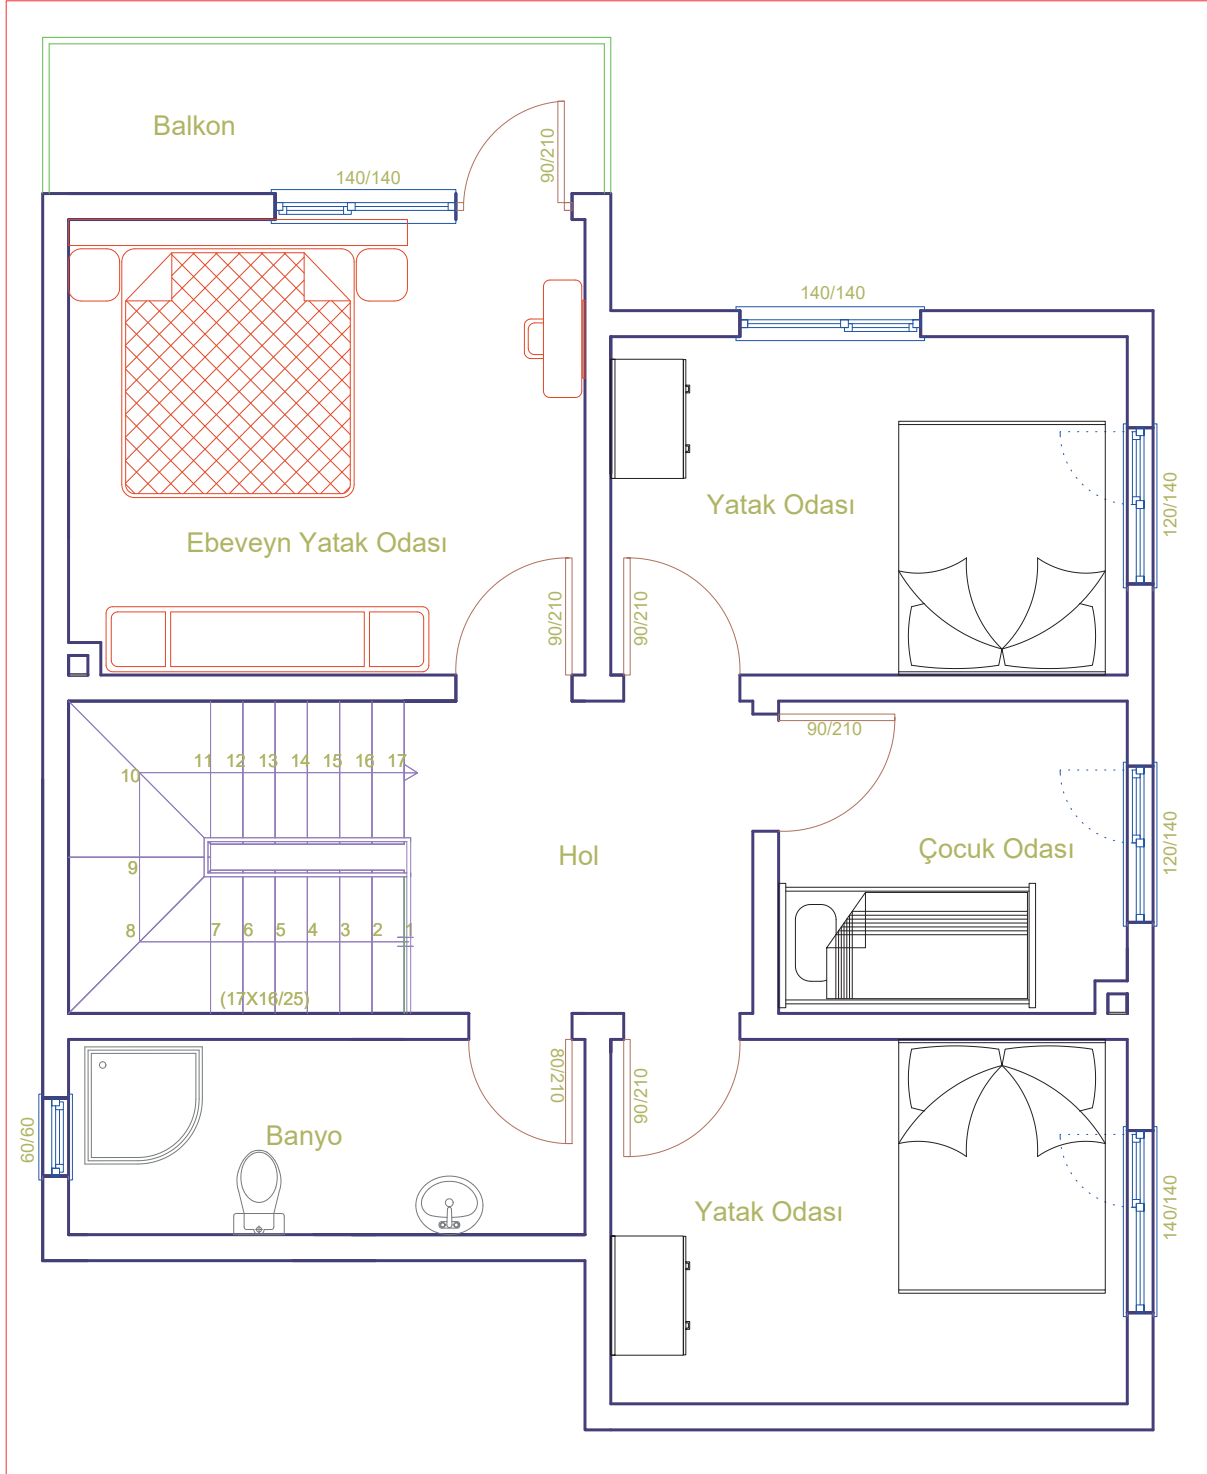 Balkon
90/210
140/140
140/140
Yatak Odası
120/140
Ebeveyn Yatak Odası
90/210
90/210
90/210
11 12 13 14 15 16 17
10
Hol
Çocuk Odası
120/140
9
8 7 6 5 4 3 2 1
(17X16/25)
80/210
90/210
60/60
Banyo
Yatak Odası
140/140